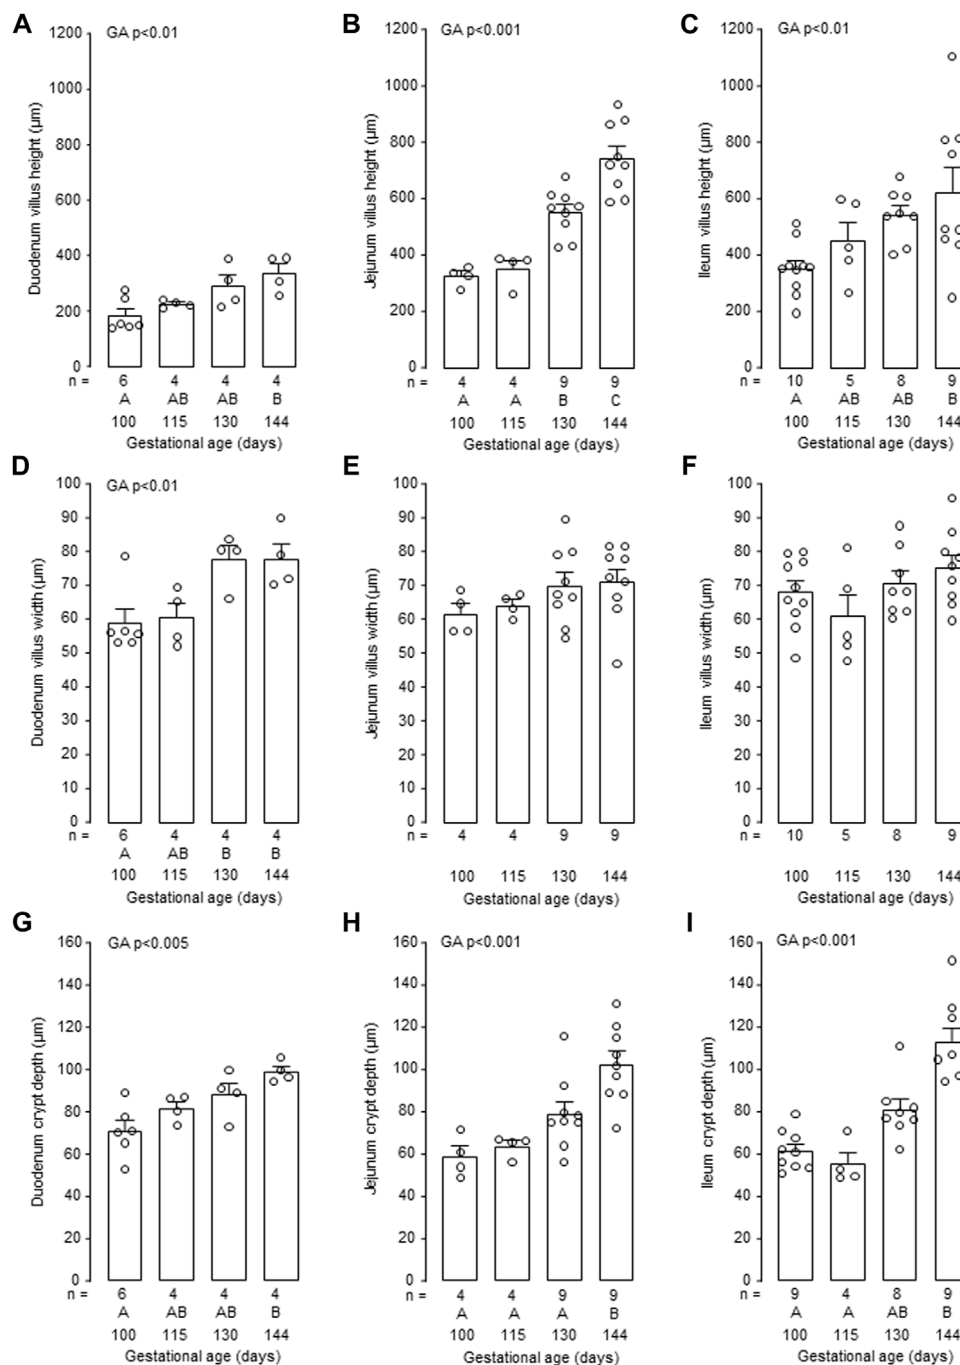 A
GA p<0.01
1200
1000
800
600
400
200
0
Duodenum villus height (µm)
n = 6 4 4 4
A AB AB B
100 115 130 144
Gestational age (days)
B
GA p<0.001
1200
1000
800
600
400
200
0
Jejunum villus height (µm)
n = 4 4 9 9
A A B C
100 115 130 144
Gestational age (days)
C
GA p<0.01
1200
1000
800
600
400
200
0
Ileum villus height (µm)
n = 10 5 8 9
A AB AB B
100 115 130 144
Gestational age (days)
D
GA p<0.01
100
90
80
70
60
50
40
30
20
10
0
Duodenum villus width (µm)
n = 6 4 4 4
A AB B B
100 115 130 144
Gestational age (days)
E
100
90
80
70
60
50
40
30
20
10
0
Jejunum villus width (µm)
n = 4 4 9 9
100 115 130 144
Gestational age (days)
F
100
90
80
70
60
50
40
30
20
10
0
Ileum villus width (µm)
n = 10 5 8 9
100 115 130 144
Gestational age (days)
G
GA p<0.005
160
140
120
100
80
60
40
20
0
Duodenum crypt depth (µm)
n = 6 4 4 4
A AB AB B
100 115 130 144
Gestational age (days)
H
GA p<0.001
160
140
120
100
80
60
40
20
0
Jejunum crypt depth (µm)
n = 4 4 9 9
A A A B
100 115 130 144
Gestational age (days)
I
GA p<0.001
160
140
120
100
80
60
40
20
0
Ileum crypt depth (µm)
n = 9 4 8 9
A A AB B
100 115 130 144
Gestational age (days)